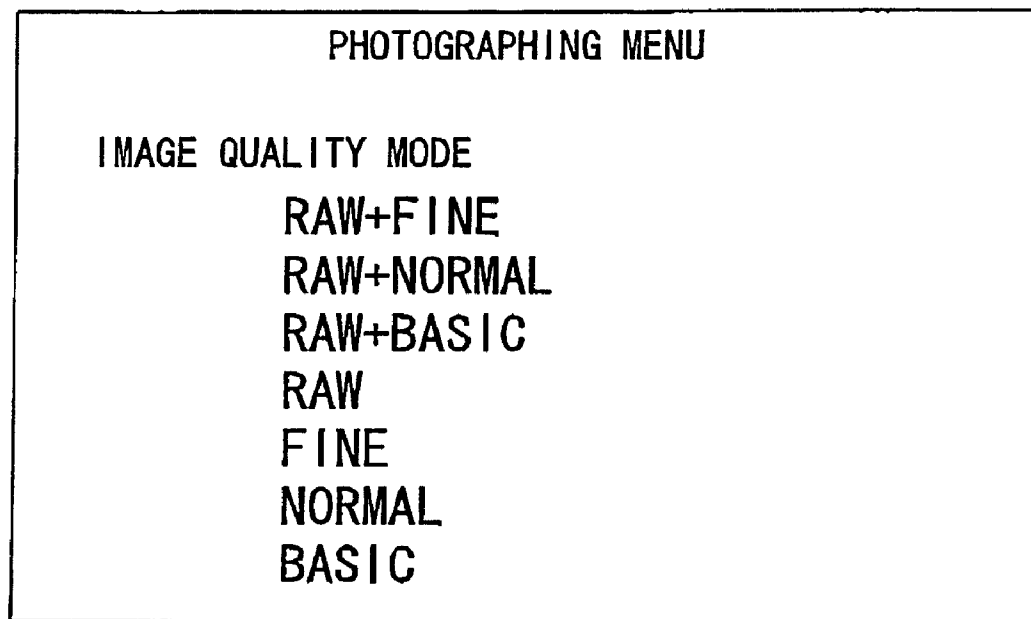 PHOTOGRAPHING MENU
IMAGE QUALITY MODE
RAW+FINE
RAW+NORMAL
RAW+BASIC
RAW
FINE
NORMAL
BASIC